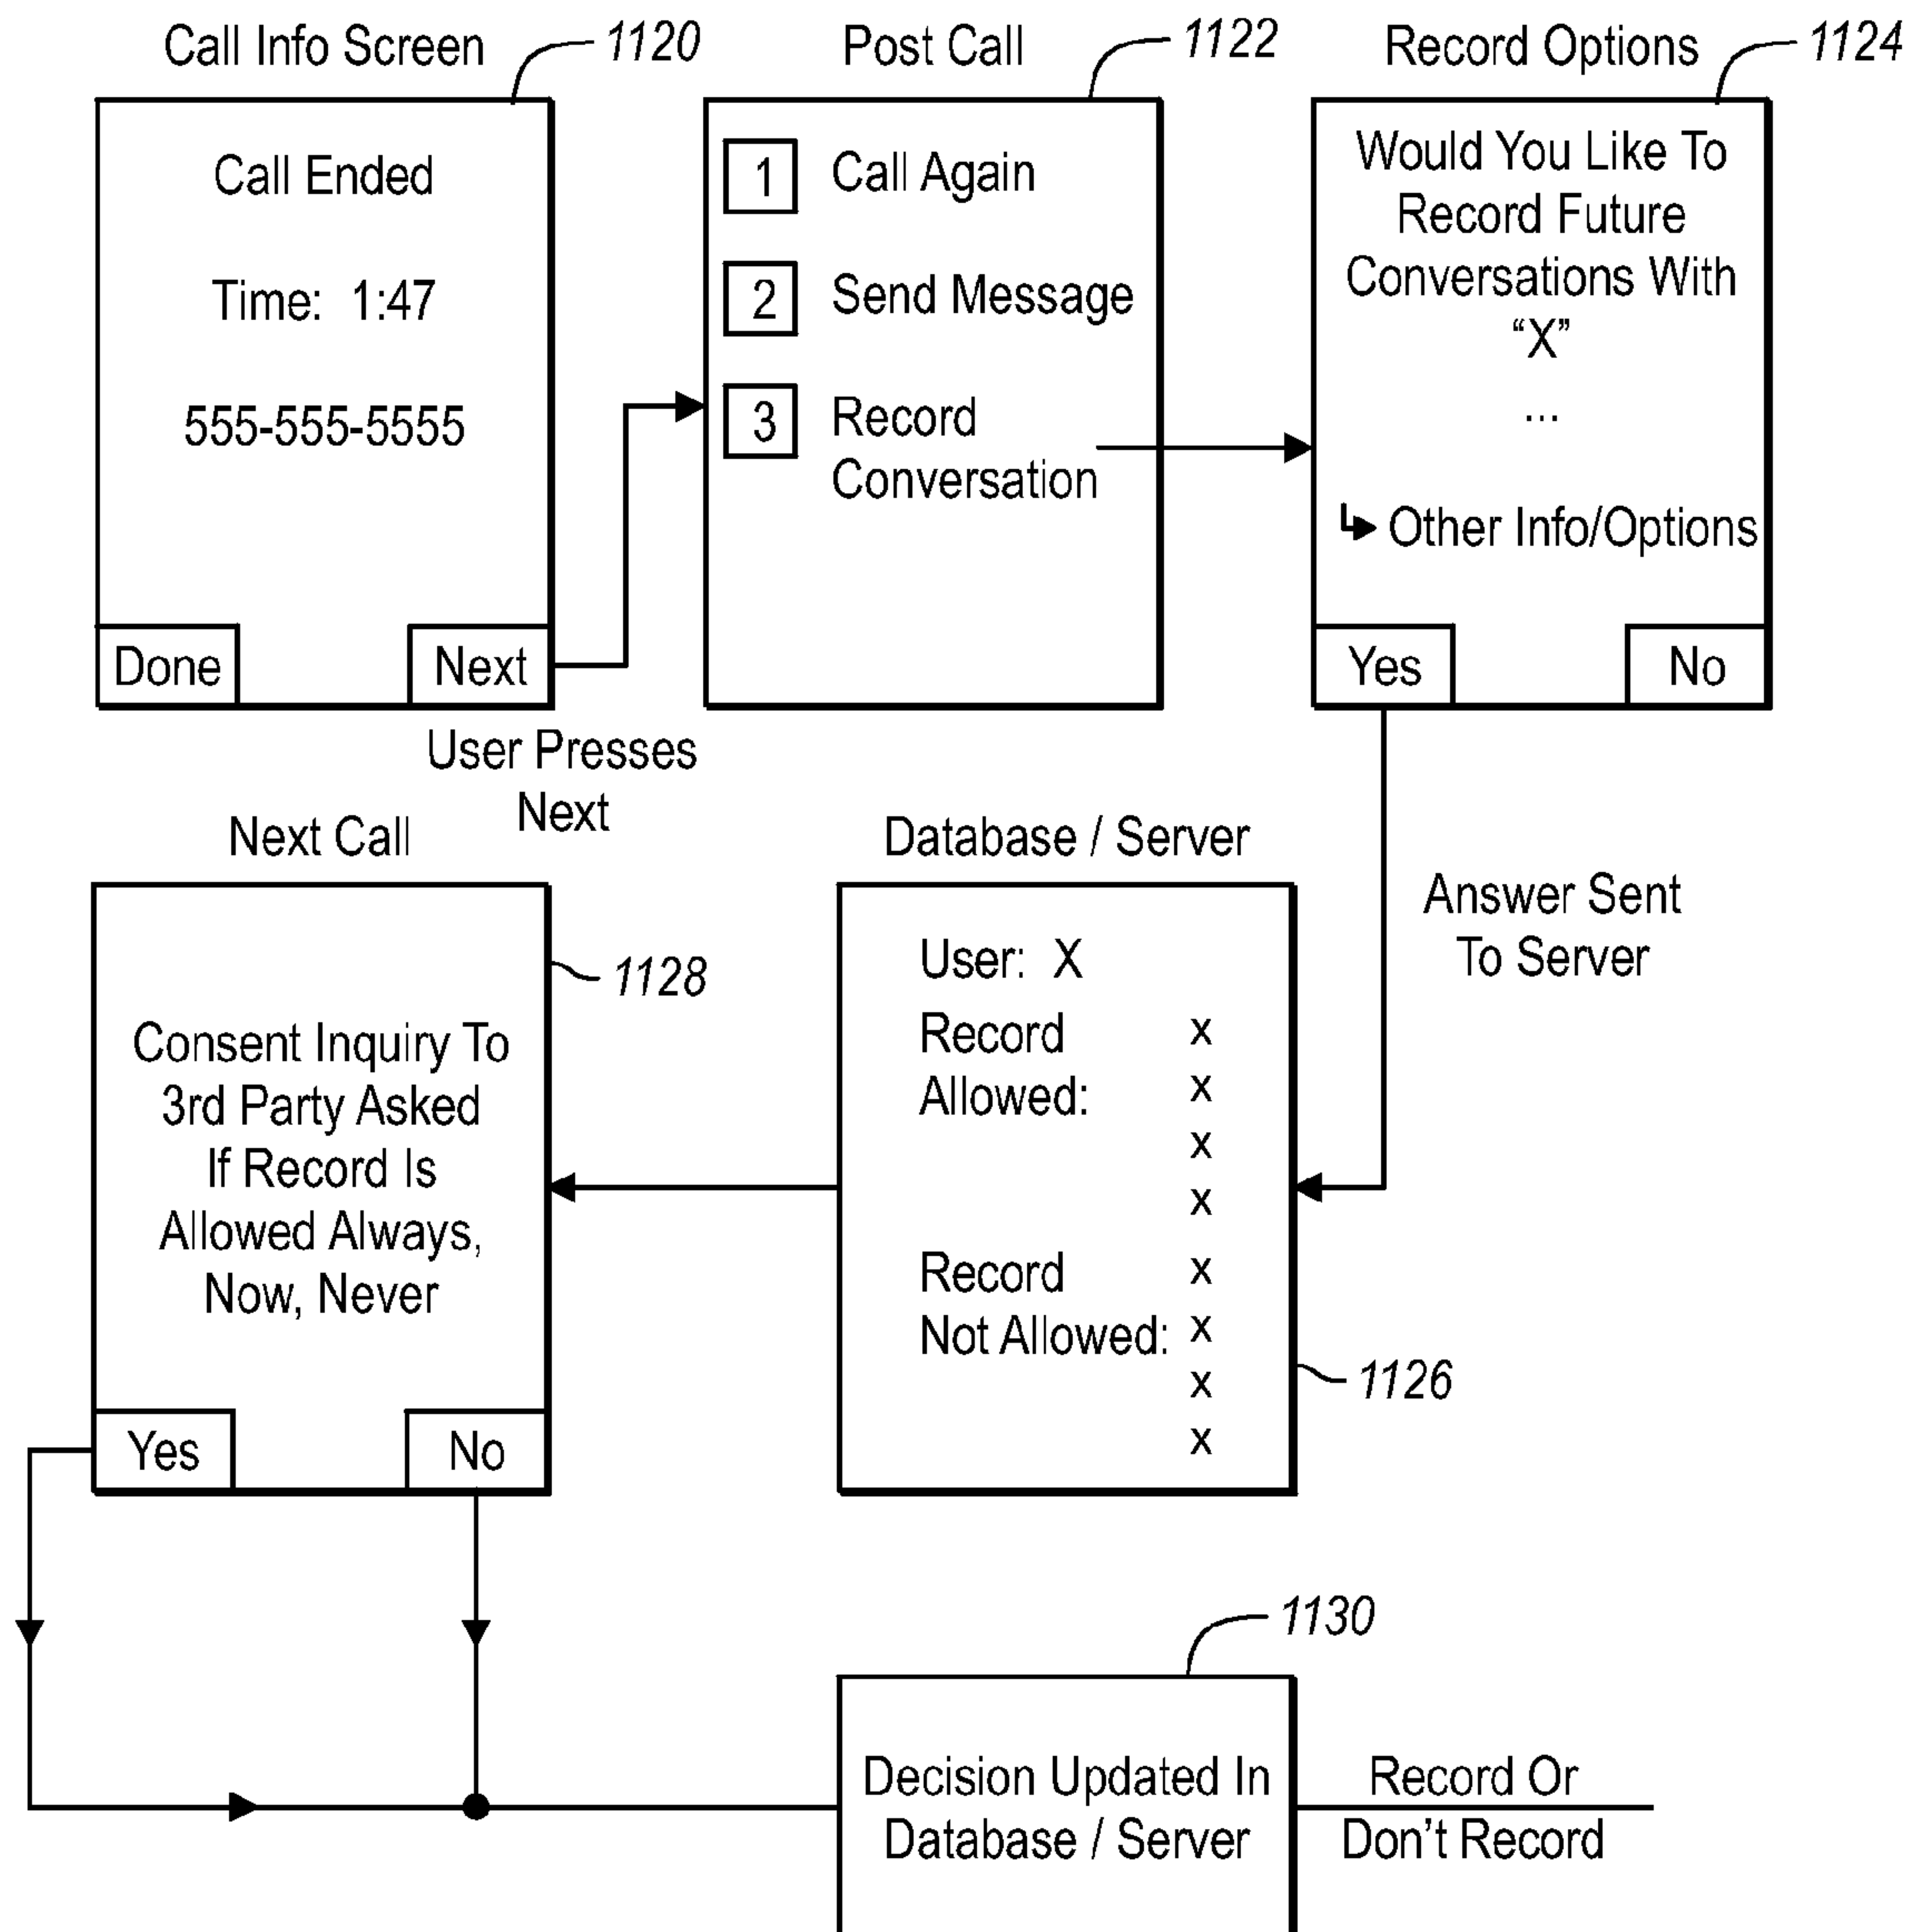 Call Info Screen
1120
Call Ended
Time: 1:47
555-555-5555
Done
Next
User Presses
Next
Post Call
1122
1 Call Again
2 Send Message
3 Record
Conversation
Record Options
1124
Would You Like To
Record Future
Conversations With
“X”
...
Other Info/Options
Yes
No
Answer Sent
To Server
Database / Server
User: X
Record x
Allowed: x
x
x
Record x
Not Allowed: x
x
x
1126
Next Call
1128
Consent Inquiry To
3rd Party Asked
If Record Is
Allowed Always,
Now, Never
Yes
No
1130
Decision Updated In
Database / Server
Record Or
Don't Record